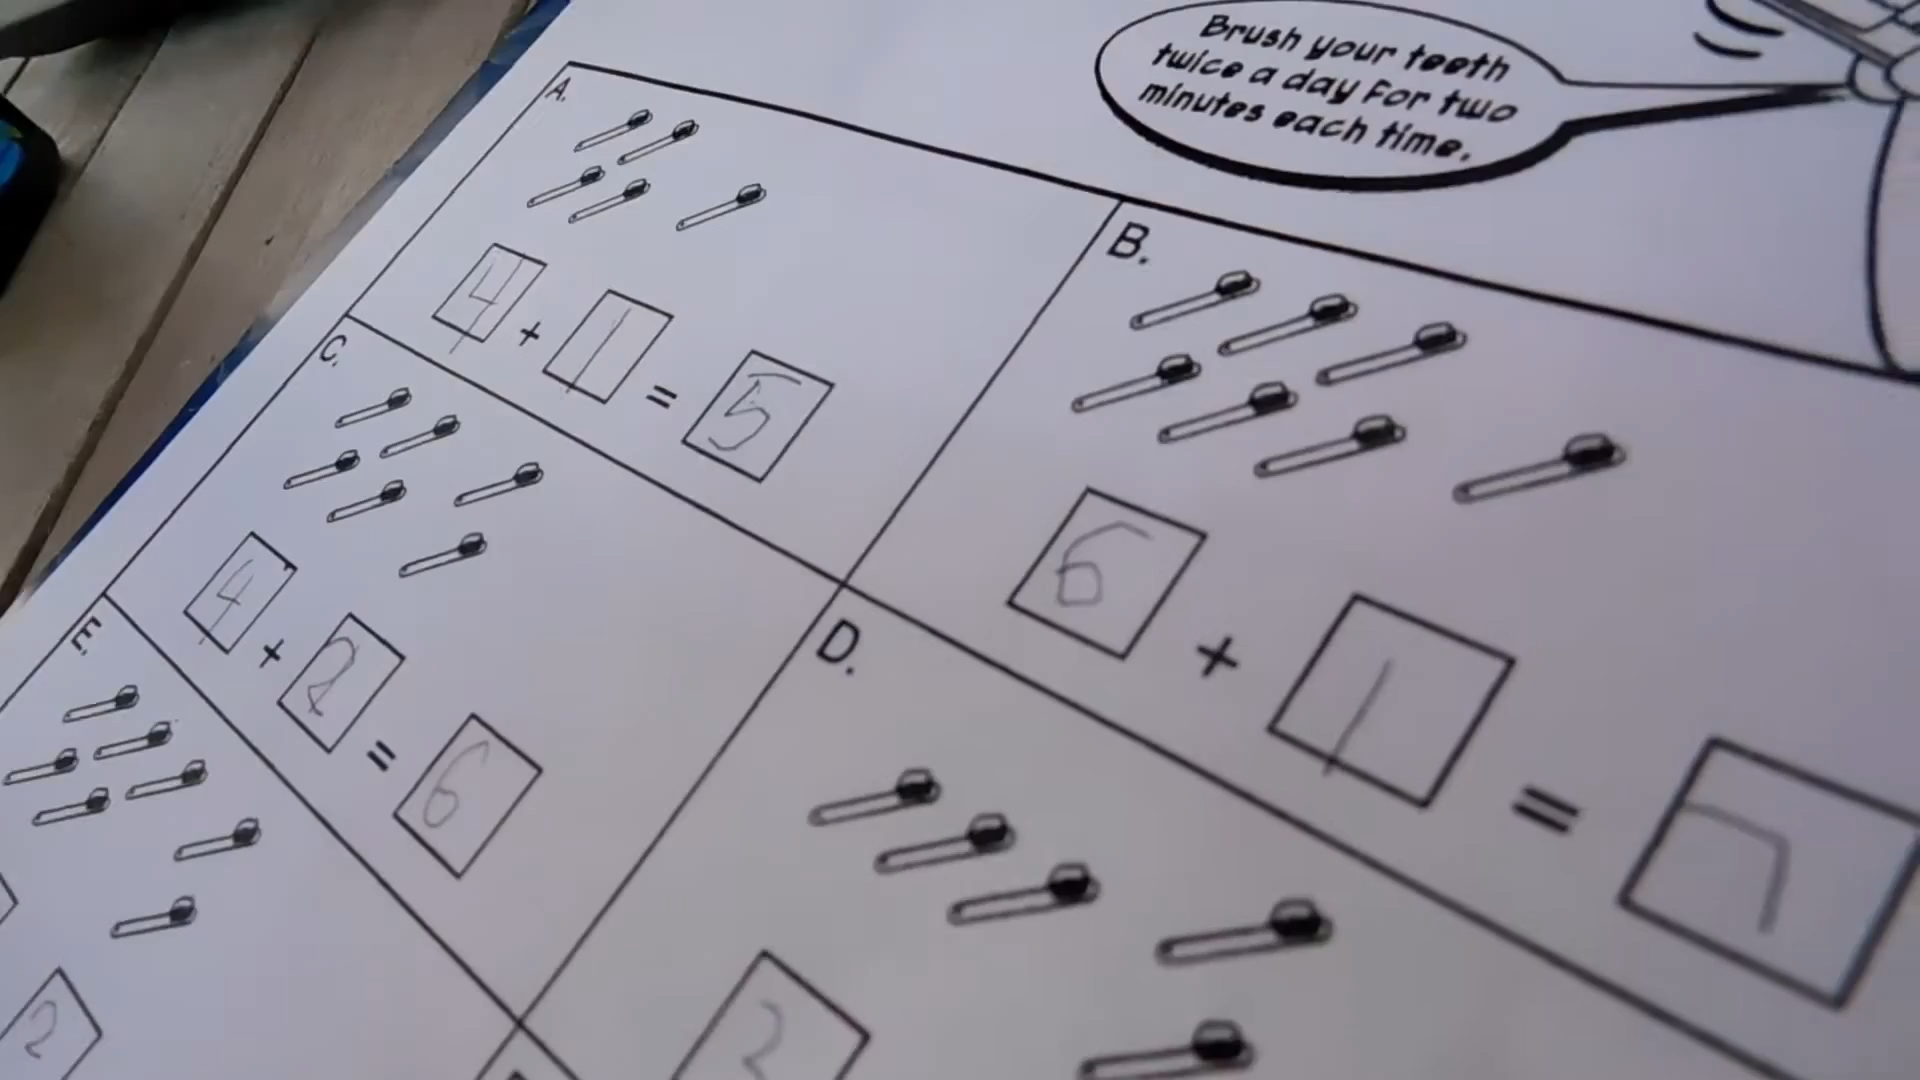 Brush your teeth
twice a day for two
minutes each time.
A.
4 + 1 = 5
B.
6 + 1 = 7
C.
4 + 2 = 6
D.
E.
2